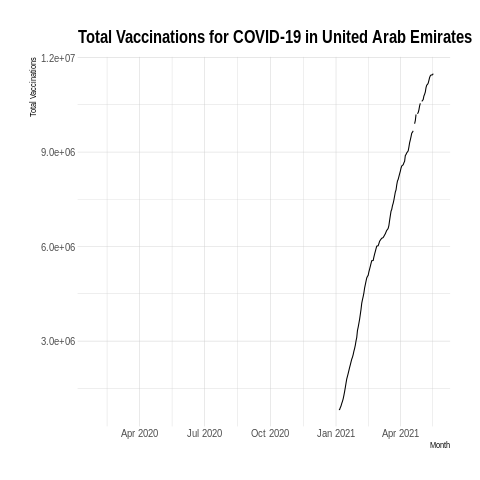 Total Vaccinations for COVID-19 in United Arab Emirates
Total Vaccinations
1.2e+07
9.0e+06
6.0e+06
3.0e+06
Apr 2020 Jul 2020 Oct 2020 Jan 2021 Apr 2021
Month